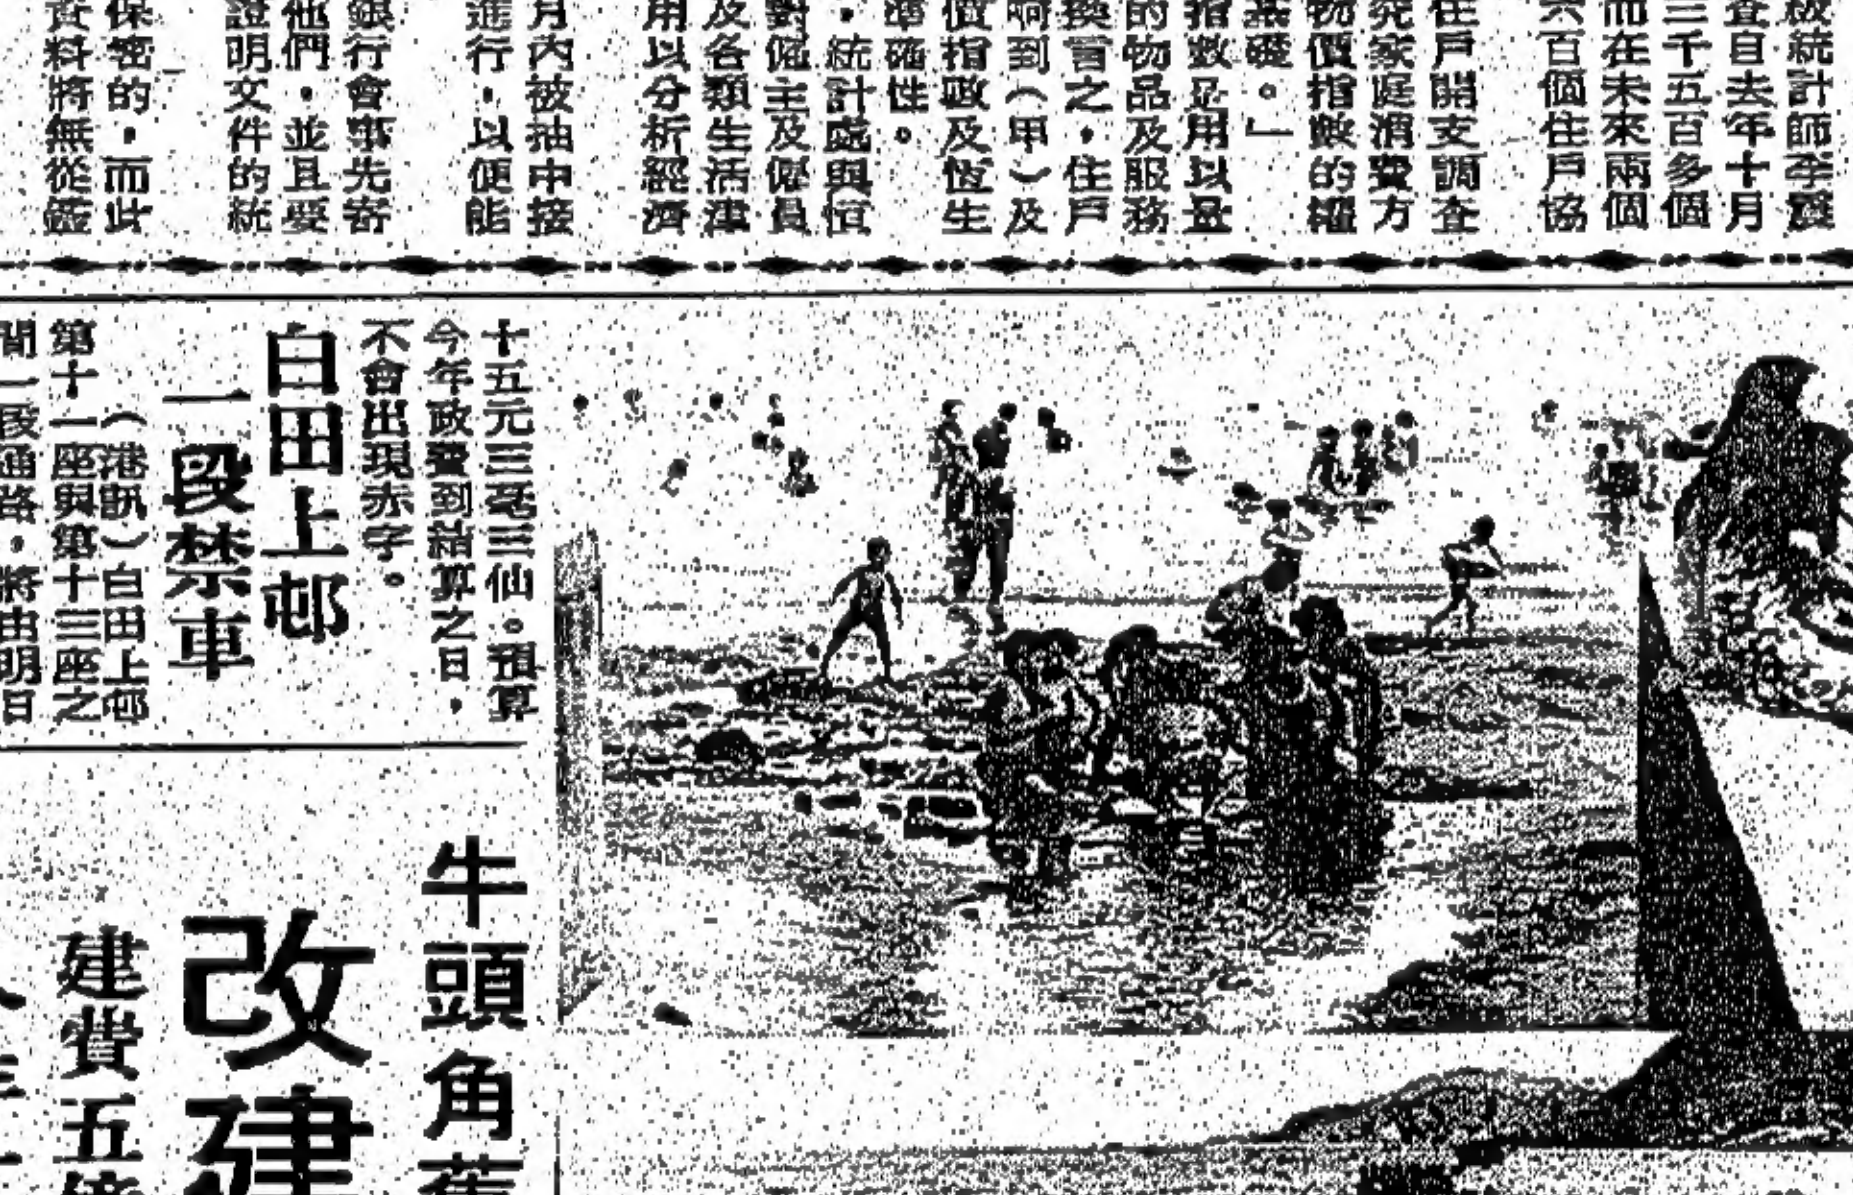 級統計師李震
查自去年十月
三千五百多個
而在未來兩個
六百個住戶協
住戶開支調查
究家庭消費方
物價指數的權
基礎。」
指數足用以量
的物品及服務
換言之,住戶
時到(甲)及
價指數及恆生
準確性。
,統計處與恒
對僱主及僱員
及各類生活津
用以分析經濟
月內被抽中接
進行,以便能
銀行會事先寄
他們,並且要
證明文件的統
保密的,而此
資料將無從鑑
十五元三毫三仙。預算
今年政費到結算之日,
不會出現赤字。
白田上邨
一段禁車
(港訊)白田上邨
第十一座與第十三座之
間一段通路,將由明日
牛頭角舊
改建
建費五億